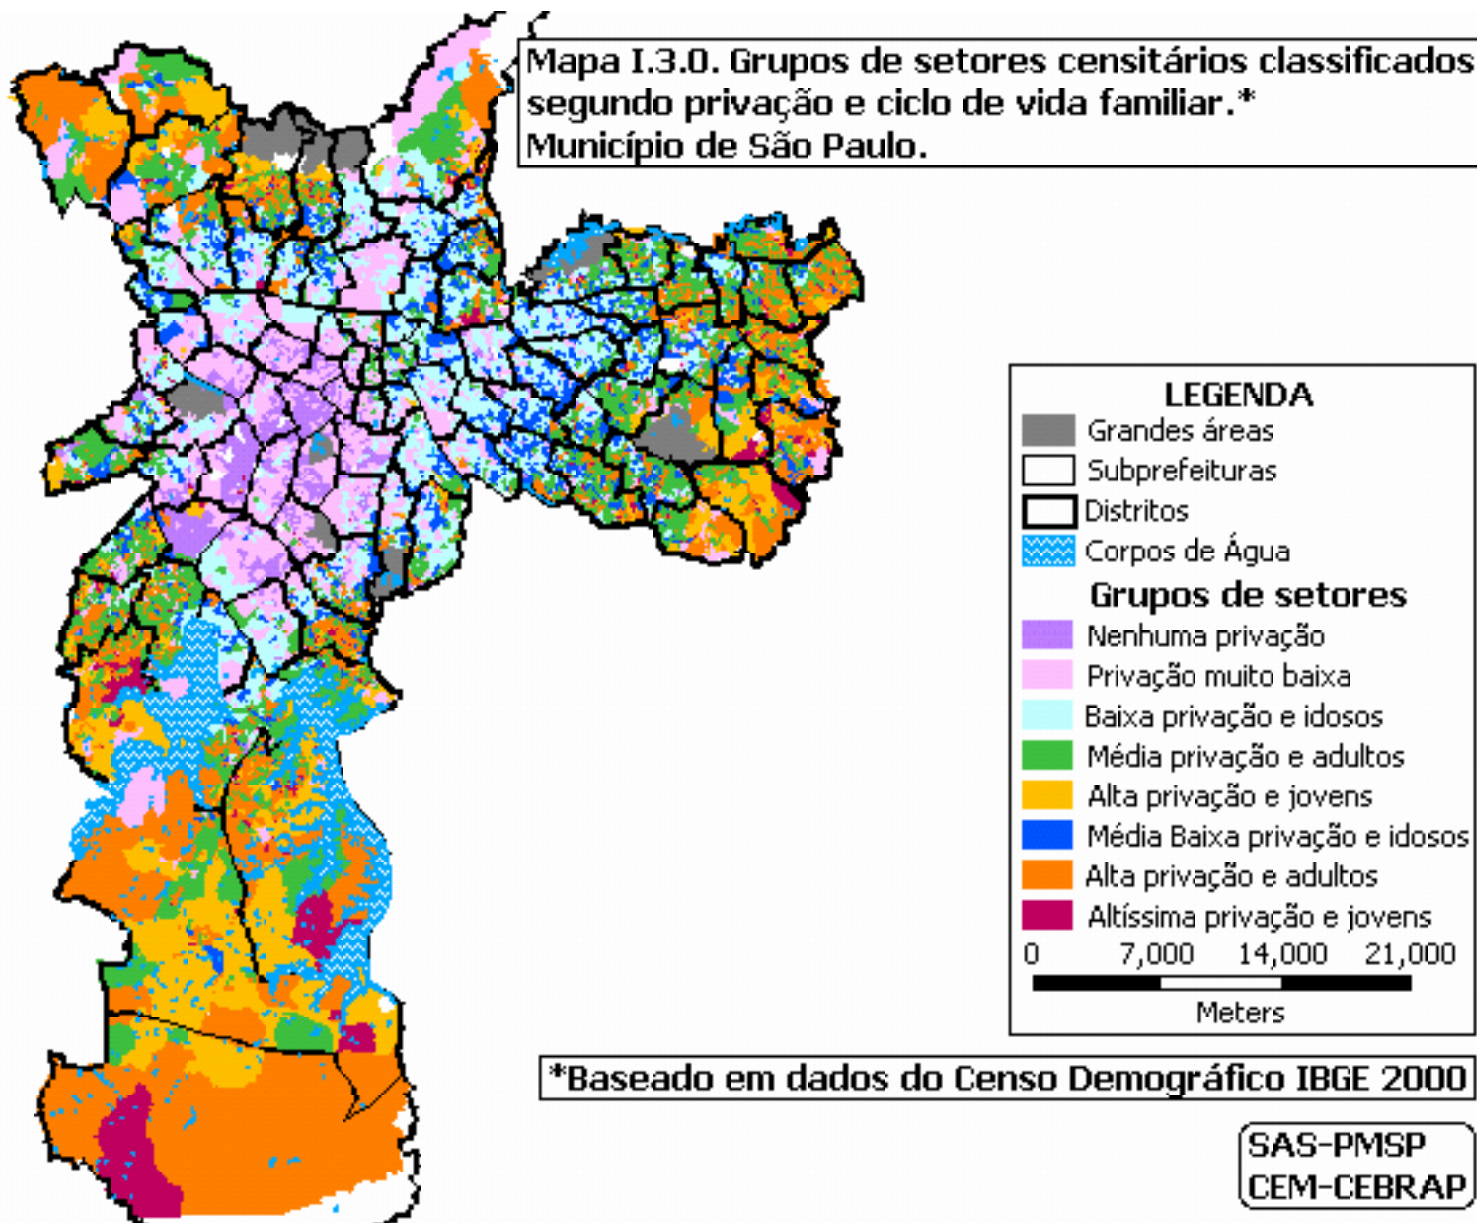 Mapa I.3.0. Grupos de setores censitários classificados
segundo privação e ciclo de vida familiar.*
Município de São Paulo.
LEGENDA
Grandes áreas
Subprefeituras
Distritos
Corpos de Água
Grupos de setores
Nenhuma privação
Privação muito baixa
Baixa privação e idosos
Média privação e adultos
Alta privação e jovens
Média Baixa privação e idosos
Alta privação e adultos
Altíssima privação e jovens
0 7,000 14,000 21,000
Meters
*Baseado em dados do Censo Demográfico IBGE 2000
SAS-PMSP
CEM-CEBRAP